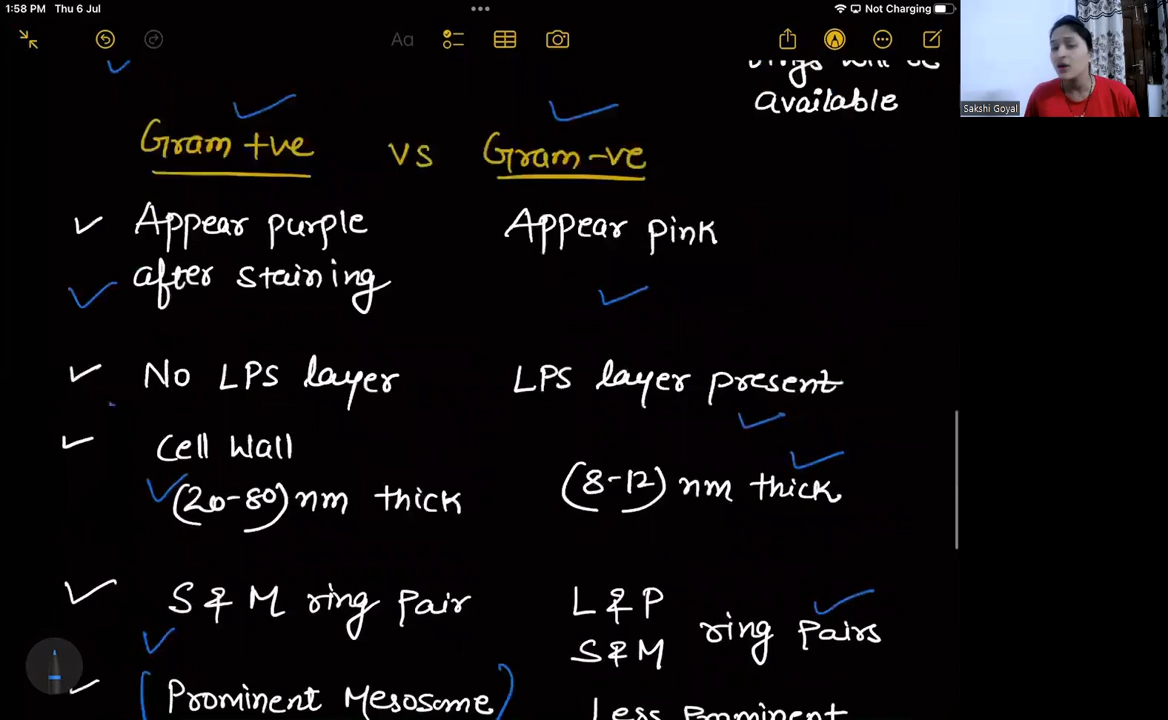 1:58 PM Thu 6 Jul
Not Charging
Aa
Sakshi Goyal
available
Gram +ve vs Gram -ve
Appear purple Appear pink
after staining
No LPS layer LPS layer present
Cell Wall
(20-80) nm thick (8-12) nm thick
S & M ring pair L & P
S & M ring pairs
Prominent Mesosome
Less Prominent